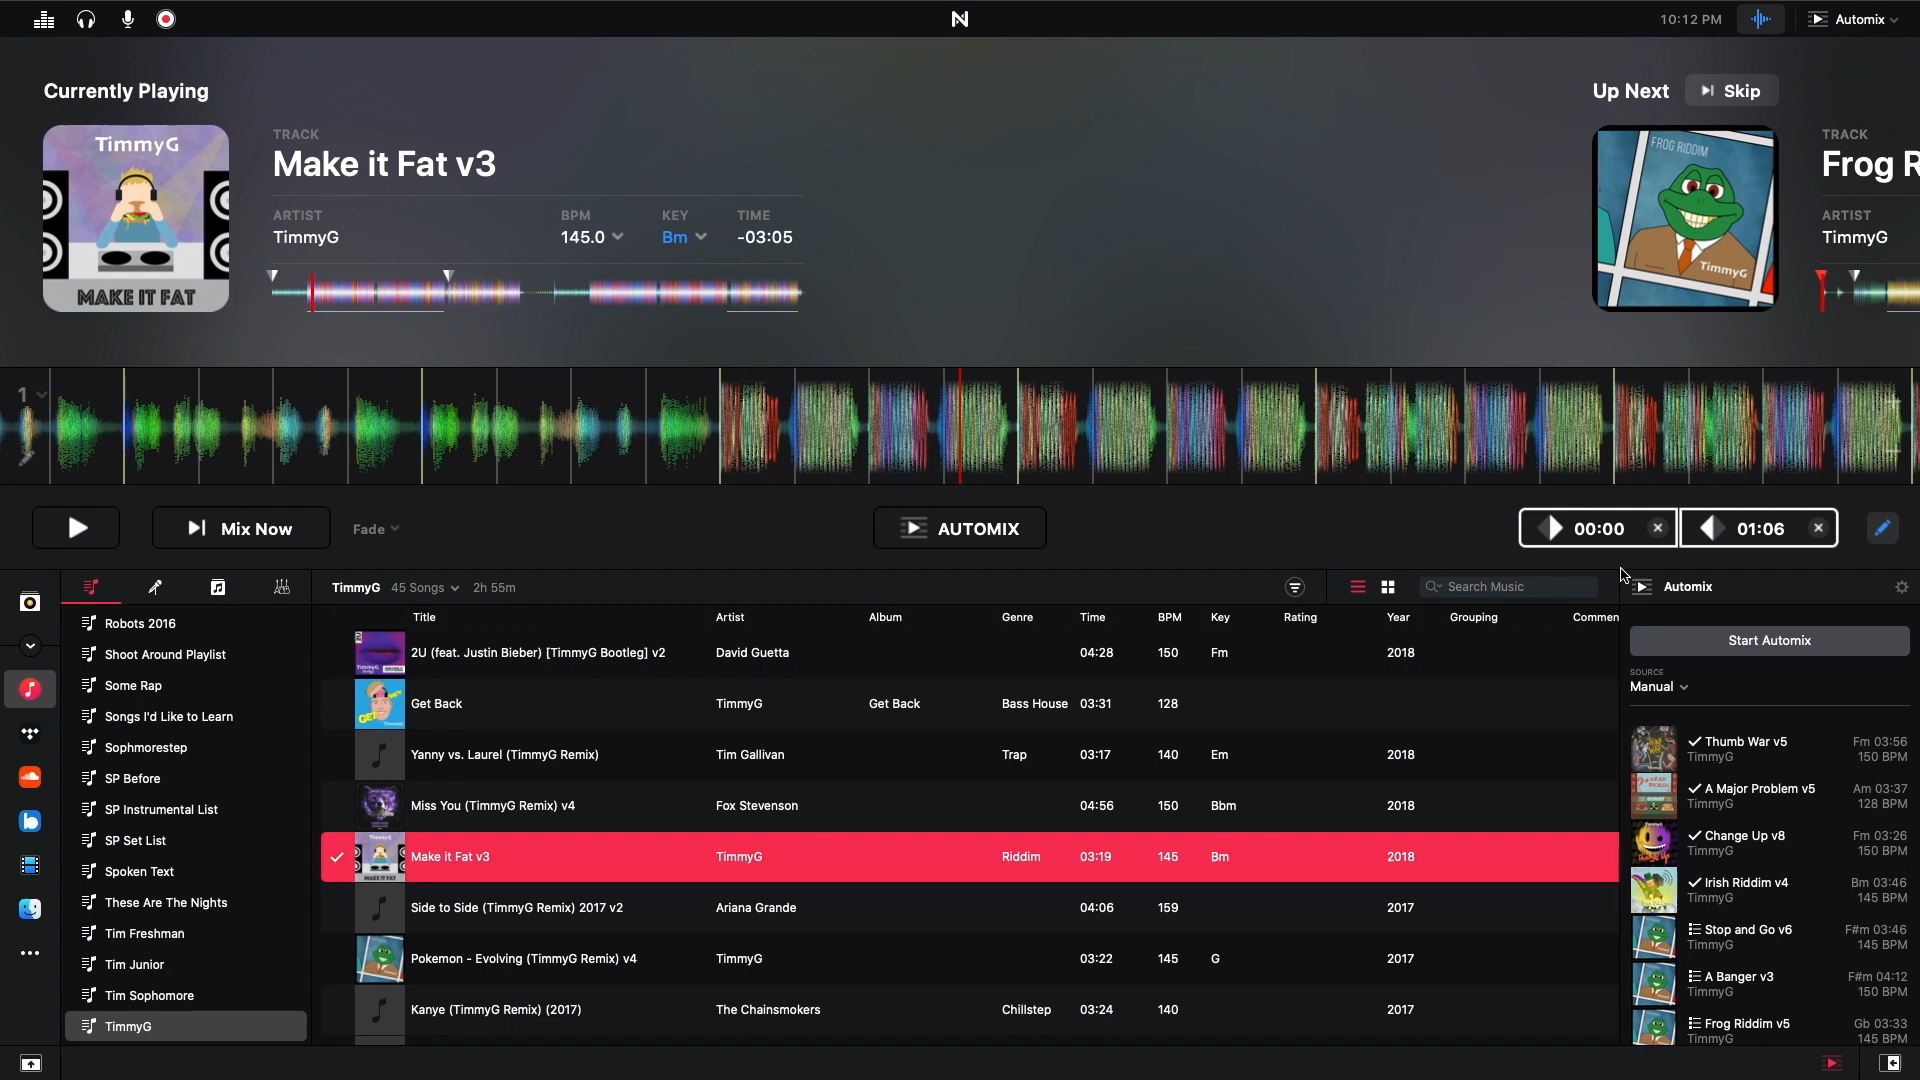 10:12 PM
Automix
Currently Playing
Up Next
Skip
TimmyG
MAKE IT FAT
TRACK
Make it Fat v3
ARTIST
TimmyG
BPM
145.0
KEY
Bm
TIME
-03:05
FROG RIDDIM
TimmyG
TRACK
Frog R
ARTIST
TimmyG
1
Mix Now
Fade
AUTOMIX
00:00
01:06
TimmyG 45 Songs 2h 55m
Search Music
Automix
Robots 2016
Shoot Around Playlist
Some Rap
Songs I'd Like to Learn
Sophmorestep
SP Before
SP Instrumental List
SP Set List
Spoken Text
These Are The Nights
Tim Freshman
Tim Junior
Tim Sophomore
TimmyG
Title Artist Album Genre Time BPM Key Rating Year Grouping Commen
2U (feat. Justin Bieber) [TimmyG Bootleg] v2 David Guetta 04:28 150 Fm 2018
Get Back TimmyG Get Back Bass House 03:31 128
Yanny vs. Laurel (TimmyG Remix) Tim Gallivan Trap 03:17 140 Em 2018
Miss You (TimmyG Remix) v4 Fox Stevenson 04:56 150 Bbm 2018
Make it Fat v3 TimmyG Riddim 03:19 145 Bm 2018
Side to Side (TimmyG Remix) 2017 v2 Ariana Grande 04:06 159 2017
Pokemon - Evolving (TimmyG Remix) v4 TimmyG 03:22 145 G 2017
Kanye (TimmyG Remix) (2017) The Chainsmokers Chillstep 03:24 140 2017
Start Automix
SOURCE
Manual
Thumb War v5 Fm 03:56
TimmyG 150 BPM
A Major Problem v5 Am 03:37
TimmyG 128 BPM
Change Up v8 Fm 03:26
TimmyG 150 BPM
Irish Riddim v4 Bm 03:46
TimmyG 145 BPM
Stop and Go v6 F#m 03:46
TimmyG 145 BPM
A Banger v3 F#m 04:12
TimmyG 150 BPM
Frog Riddim v5 Gb 03:33
TimmyG 145 BPM